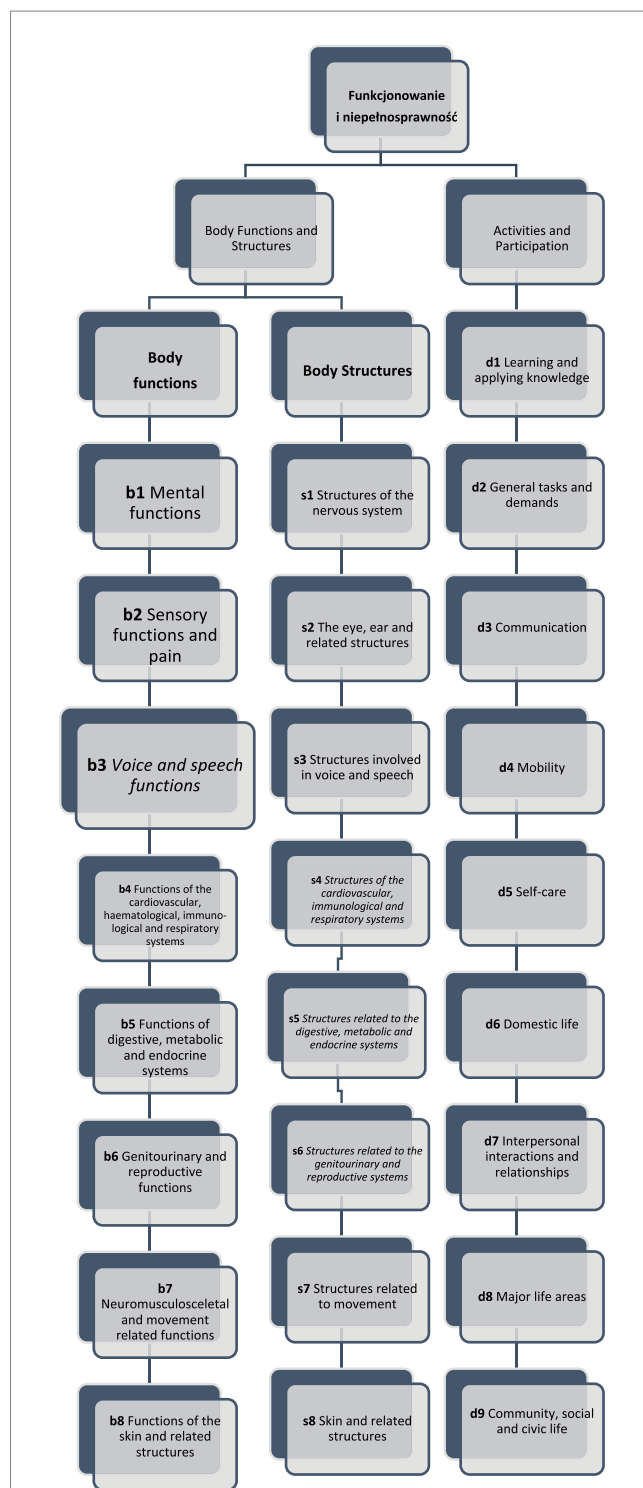 Funkcjonowanie
i niepełnosprawność
Body Functions and
Structures
Activities and
Participation
Body
functions
Body Structures
d1 Learning and
applying knowledge
b1 Mental
functions
s1 Structures of the
nervous system
d2 General tasks and
demands
b2 Sensory
functions and
pain
s2 The eye, ear and
related structures
d3 Communication
b3 Voice and speech
functions
s3 Structures involved
in voice and speech
d4 Mobility
b4 Functions of the
cardiovascular,
haematological, immuno-
logical and respiratory
systems
s4 Structures of the
cardiovascular,
immunological and
respiratory systems
d5 Self-care
b5 Functions of
digestive, metabolic
and endocrine
systems
s5 Structures related to the
digestive, metabolic and
endocrine systems
d6 Domestic life
b6 Genitourinary and
reproductive
functions
s6 Structures related to the
genitourinary and
reproductive systems
d7 Interpersonal
interactions and
relationships
b7
Neuromusculosceletal
and movement
related functions
s7 Structures related
to movement
d8 Major life areas
b8 Functions of the
skin and related
structures
s8 Skin and related
structures
d9 Community, social
and civic life